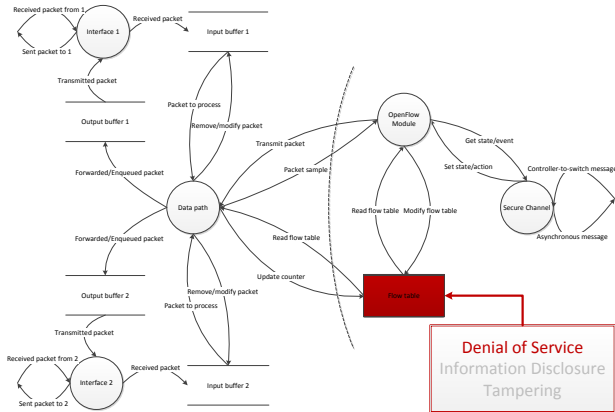 Received packet from 1
Interface 1
Received packet
Input buffer 1
Sent packet to 1
Transmitted packet
Output buffer 1
Packet to process
Remove/modify packet
OpenFlow
Module
Transmit packet
Get state/event
Packet sample
Set state/action
Controller-to-switch message
Forwarded/Enqueued packet
Data path
Secure Channel
Read flow table
Modify flow table
Asynchronous message
Forwarded/Enqueued packet
Read flow table
Update counter
Flow table
Output buffer 2
Remove/modify packet
Packet to process
Transmitted packet
Received packet from 2
Interface 2
Received packet
Input buffer 2
Sent packet to 2
Denial of Service
Information Disclosure
Tampering